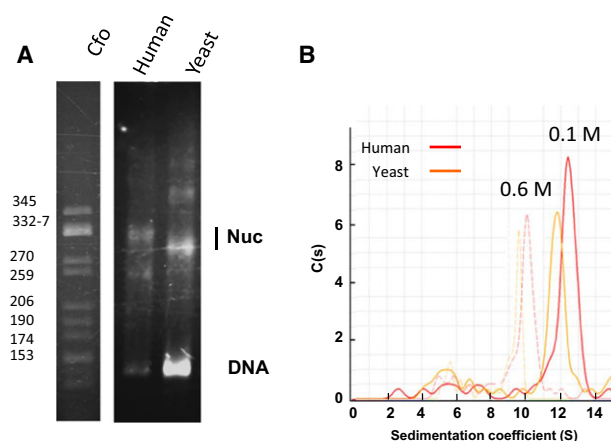 A
Cfo
Human
Yeast
345
332-7
270
259
206
190
174
153
Nuc
DNA
B
0.1 M
Human
Yeast
0.6 M
C(s)
8
6
4
2
0
0 2 4 6 8 10 12 14
Sedimentation coefficient (S)